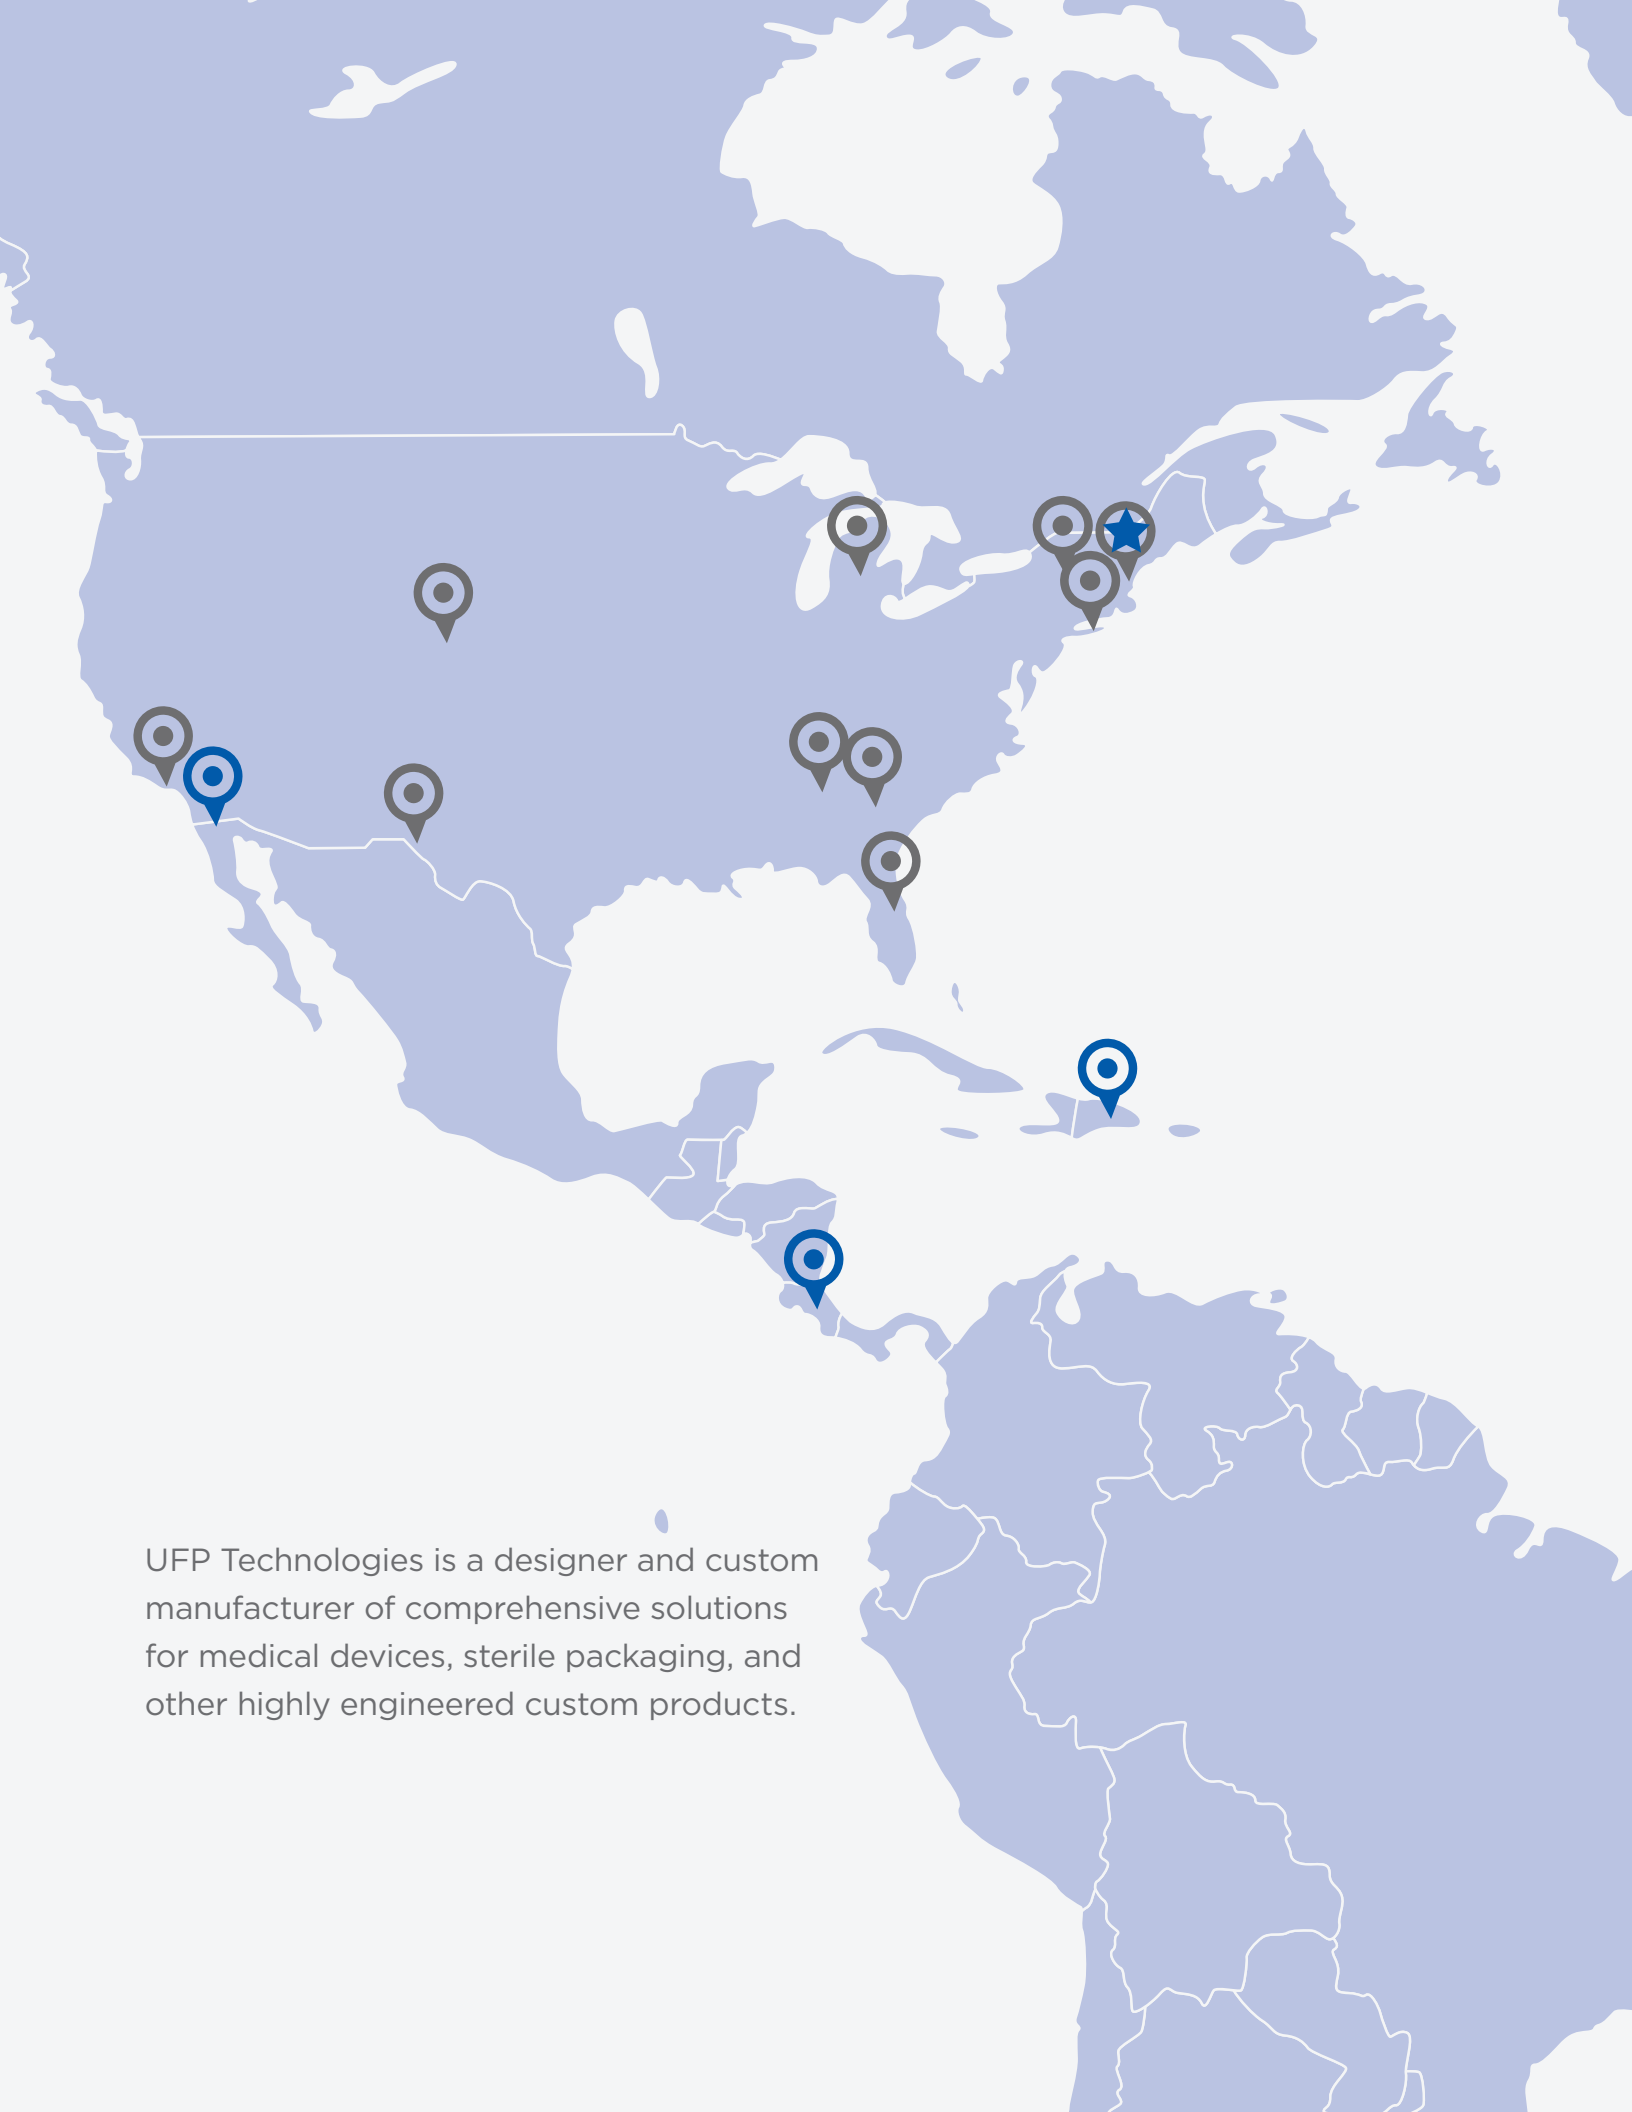 UFP Technologies is a designer and custom
manufacturer of comprehensive solutions
for medical devices, sterile packaging, and
other highly engineered custom products.